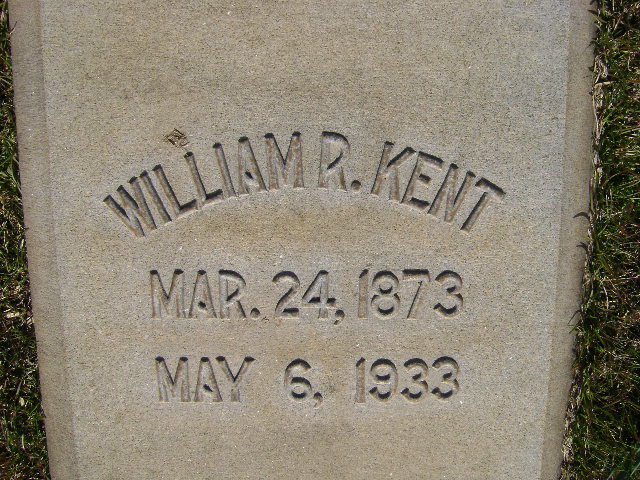 WILLIAM R. KENT
MAR. 24, 1873
MAY 6, 1933